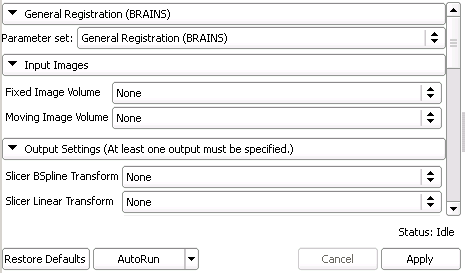 General Registration (BRAINS)
Parameter set: General Registration (BRAINS)
Input Images
Fixed Image Volume None
Moving Image Volume None
Output Settings (At least one output must be specified.)
Slicer BSpline Transform None
Slicer Linear Transform None
Status: Idle
Restore Defaults AutoRun Cancel Apply